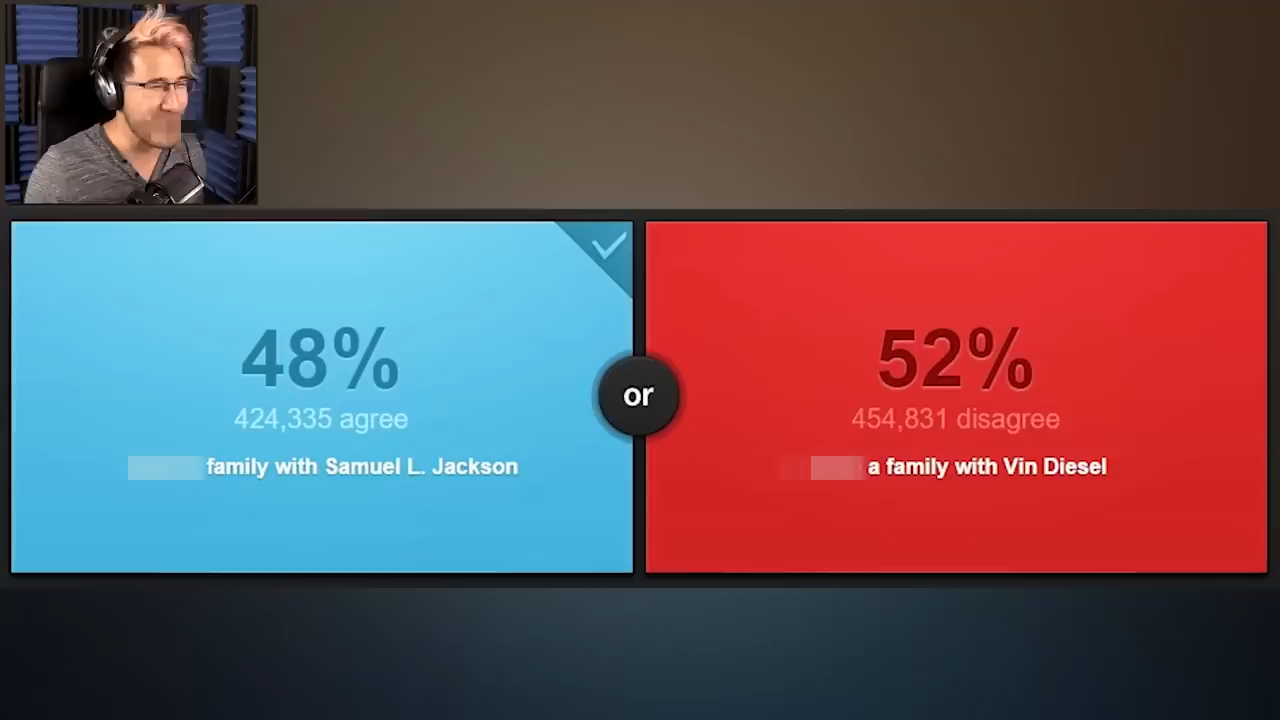 48%
424,335 agree
family with Samuel L. Jackson
or
52%
454,831 disagree
a family with Vin Diesel